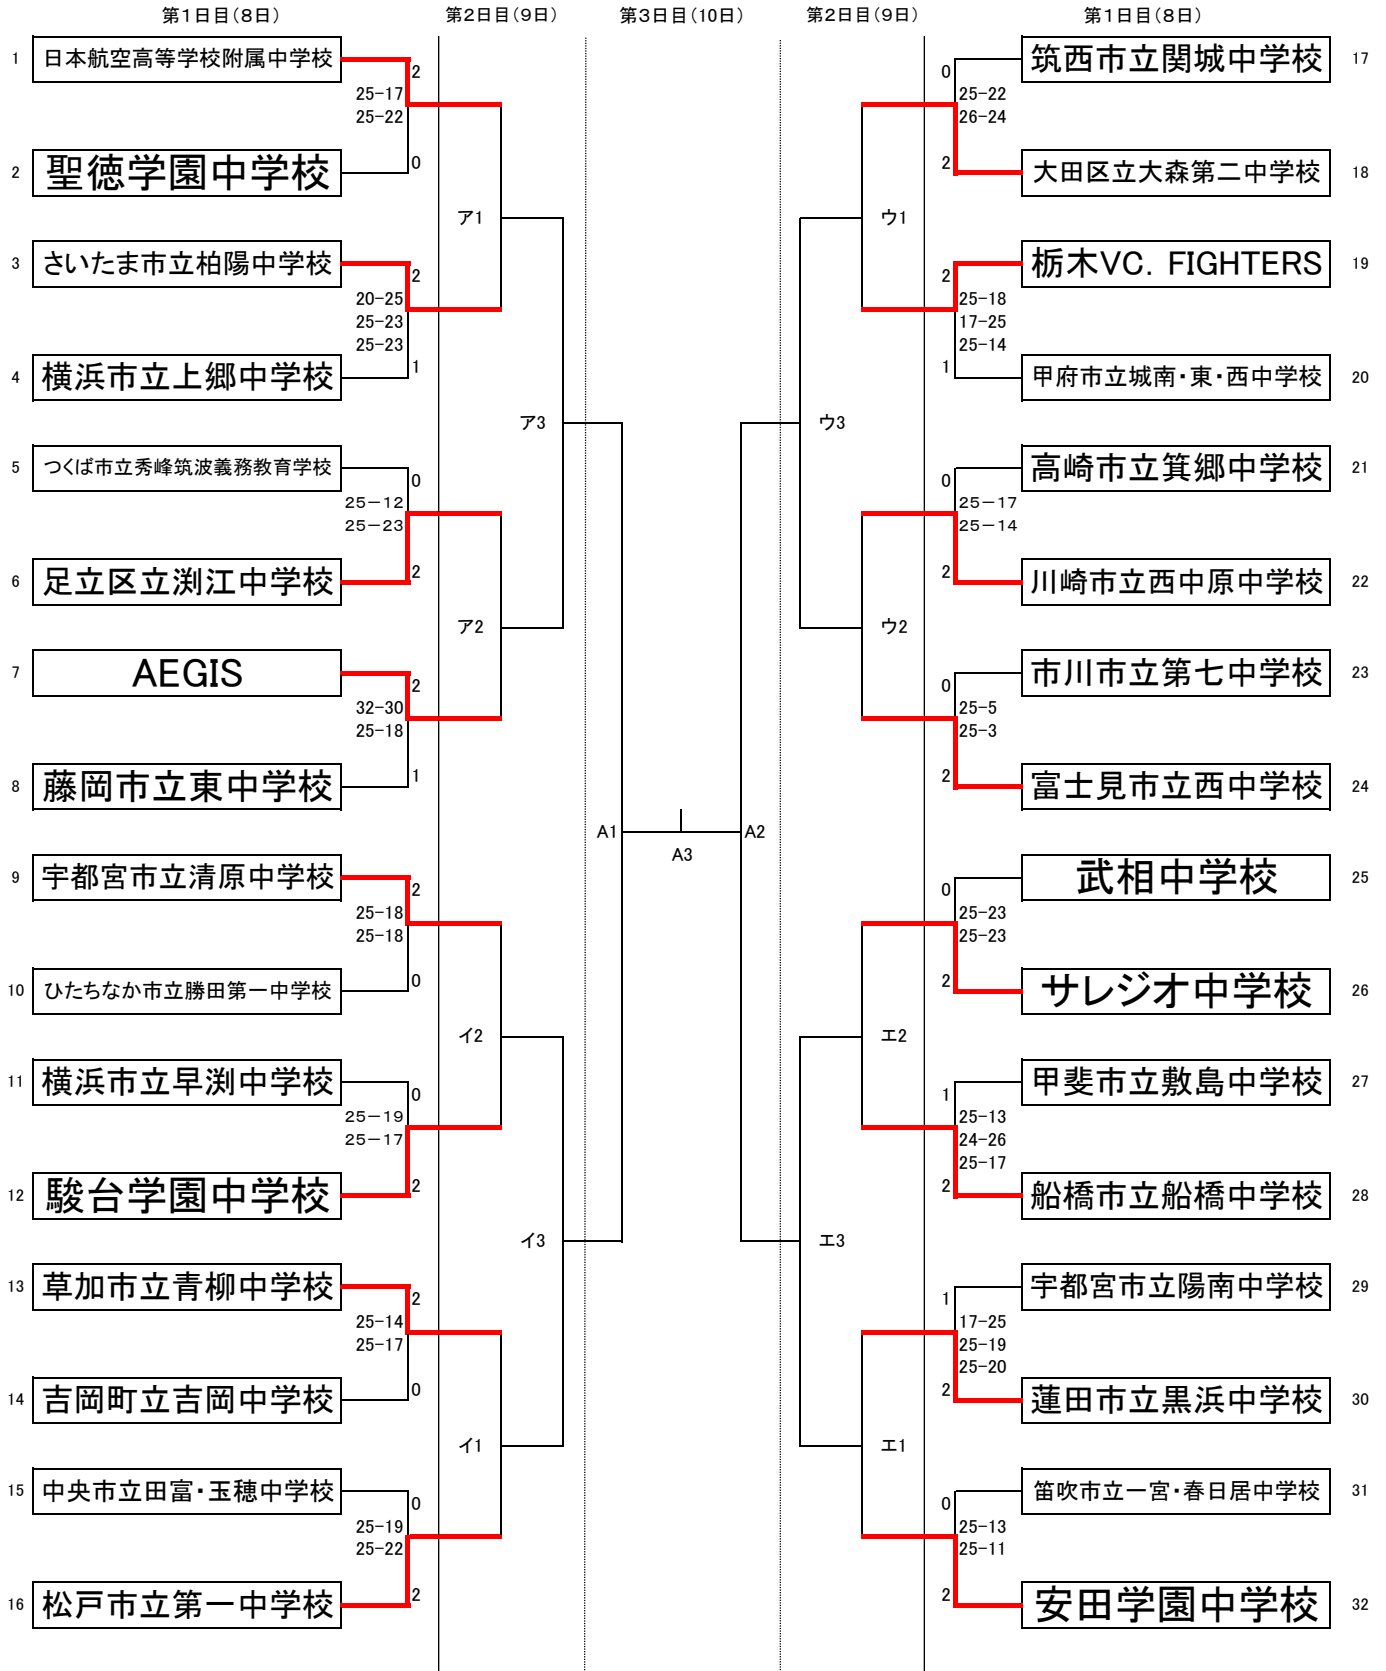 第1日目(8日)
第2日目(9日)
第3日目(10日)
第2日目(9日)
第1日目(8日)
1 日本航空高等学校附属中学校
2
25-17
25-22
0
2 聖徳学園中学校
ア1
3 さいたま市立柏陽中学校
2
20-25
25-23
25-23
1
4 横浜市立上郷中学校
ア3
5 つくば市立秀峰筑波義務教育学校
0
25-12
25-23
2
6 足立区立渕江中学校
ア2
7 AEGIS
2
32-30
25-18
1
8 藤岡市立東中学校
A1
A3
A2
9 宇都宮市立清原中学校
2
25-18
25-18
0
10 ひたちなか市立勝田第一中学校
イ2
11 横浜市立早渕中学校
0
25-19
25-17
2
12 駿台学園中学校
イ3
13 草加市立青柳中学校
2
25-14
25-17
0
14 吉岡町立吉岡中学校
イ1
15 中央市立田富・玉穂中学校
0
25-19
25-22
2
16 松戸市立第一中学校
筑西市立関城中学校 17
0
25-22
26-24
2
大田区立大森第二中学校 18
ウ1
栃木VC. FIGHTERS 19
2
25-18
17-25
25-14
1
甲府市立城南・東・西中学校 20
ウ3
高崎市立箕郷中学校 21
0
25-17
25-14
2
川崎市立西中原中学校 22
ウ2
市川市立第七中学校 23
0
25-5
25-3
2
富士見市立西中学校 24
武相中学校 25
0
25-23
25-23
2
サレジオ中学校 26
エ2
甲斐市立敷島中学校 27
1
25-13
24-26
25-17
2
船橋市立船橋中学校 28
エ3
宇都宮市立陽南中学校 29
1
17-25
25-19
25-20
2
蓮田市立黒浜中学校 30
エ1
笛吹市立一宮・春日居中学校 31
0
25-13
25-11
2
安田学園中学校 32